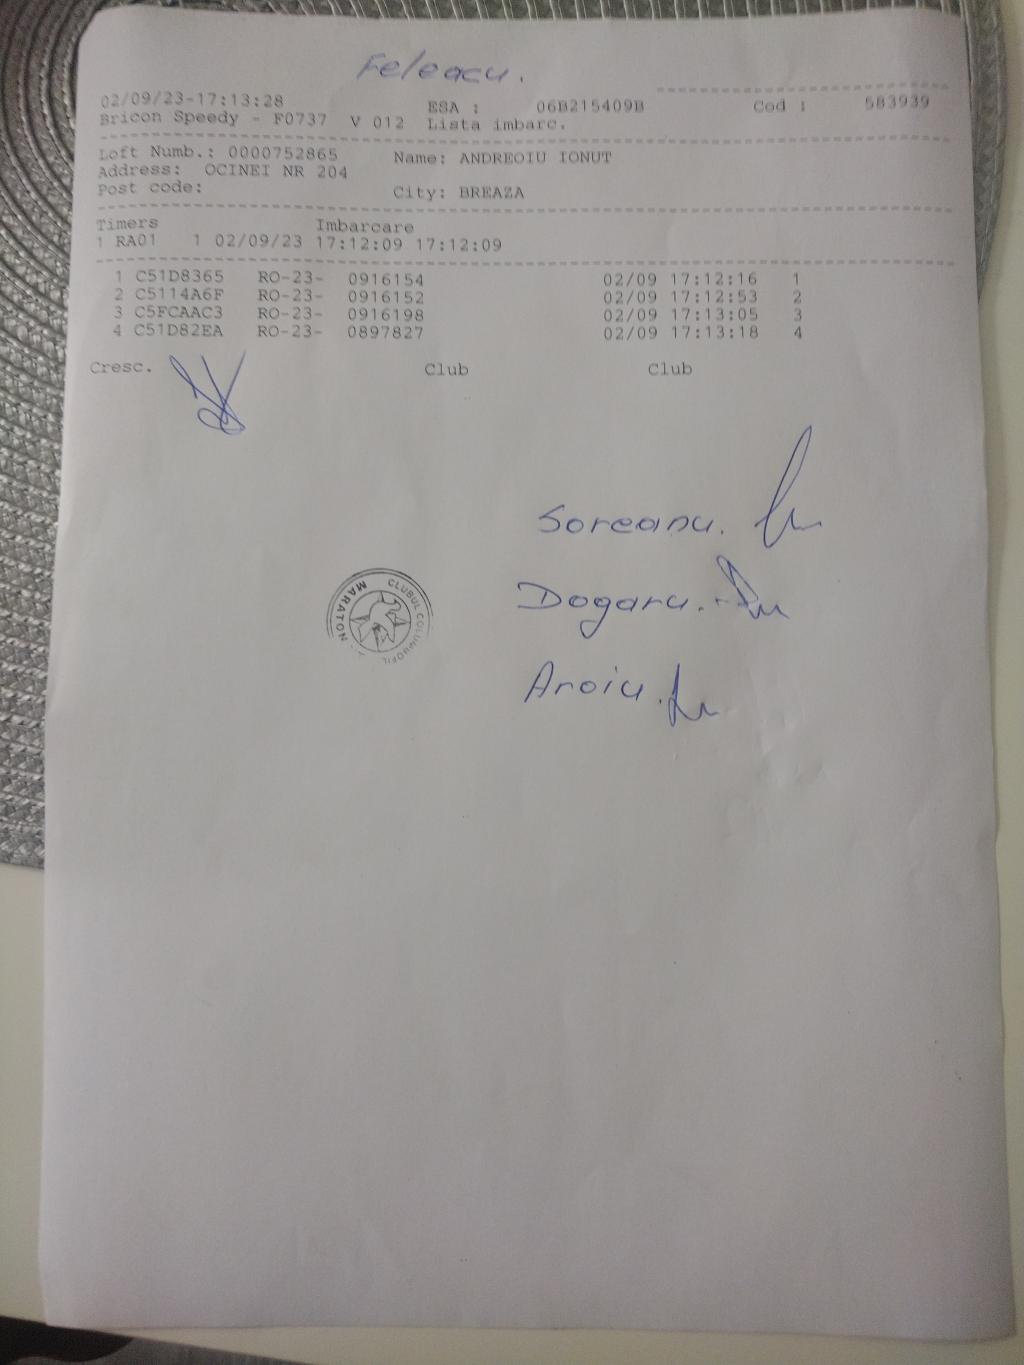 Feleacu.
02/09/23-17:13:28 ESA : 06B215409B Cod : 583939
Bricon Speedy - F0737 V 012 Lista imbarc.
Loft Numb.: 0000752865 Name: ANDREOIU IONUT
Address: OCINEI NR 204
Post code: City: BREAZA
Timers Imbarcare
1 RA01 1 02/09/23 17:12:09 17:12:09
1 C51D8365 RO-23- 0916154 02/09 17:12:16 1
2 C5114A6F RO-23- 0916152 02/09 17:12:53 2
3 C5FCAAC3 RO-23- 0916198 02/09 17:13:05 3
4 C51D82EA RO-23- 0897827 02/09 17:13:18 4
Cresc. Club Club
Soreanu.
Dogaru.
Aroiu.
CLUBUL COLUMBOFIL
MARATON